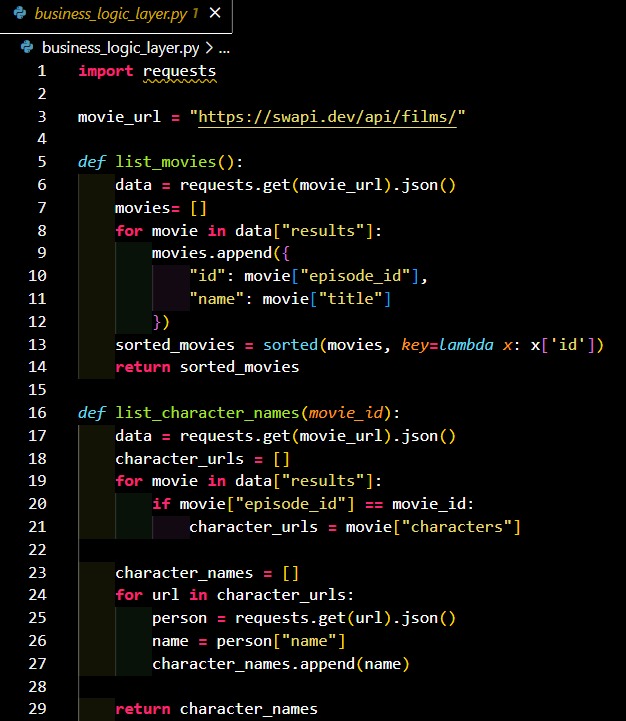 business_logic_layer.py 1 ×
business_logic_layer.py > ...
1 import requests
2
3 movie_url = "https://swapi.dev/api/films/"
4
5 def list_movies():
6     data = requests.get(movie_url).json()
7     movies= []
8     for movie in data["results"]:
9         movies.append({
10             "id": movie["episode_id"],
11             "name": movie["title"]
12         })
13     sorted_movies = sorted(movies, key=lambda x: x['id'])
14     return sorted_movies
15
16 def list_character_names(movie_id):
17     data = requests.get(movie_url).json()
18     character_urls = []
19     for movie in data["results"]:
20         if movie["episode_id"] == movie_id:
21             character_urls = movie["characters"]
22
23     character_names = []
24     for url in character_urls:
25         person = requests.get(url).json()
26         name = person["name"]
27         character_names.append(name)
28
29     return character_names